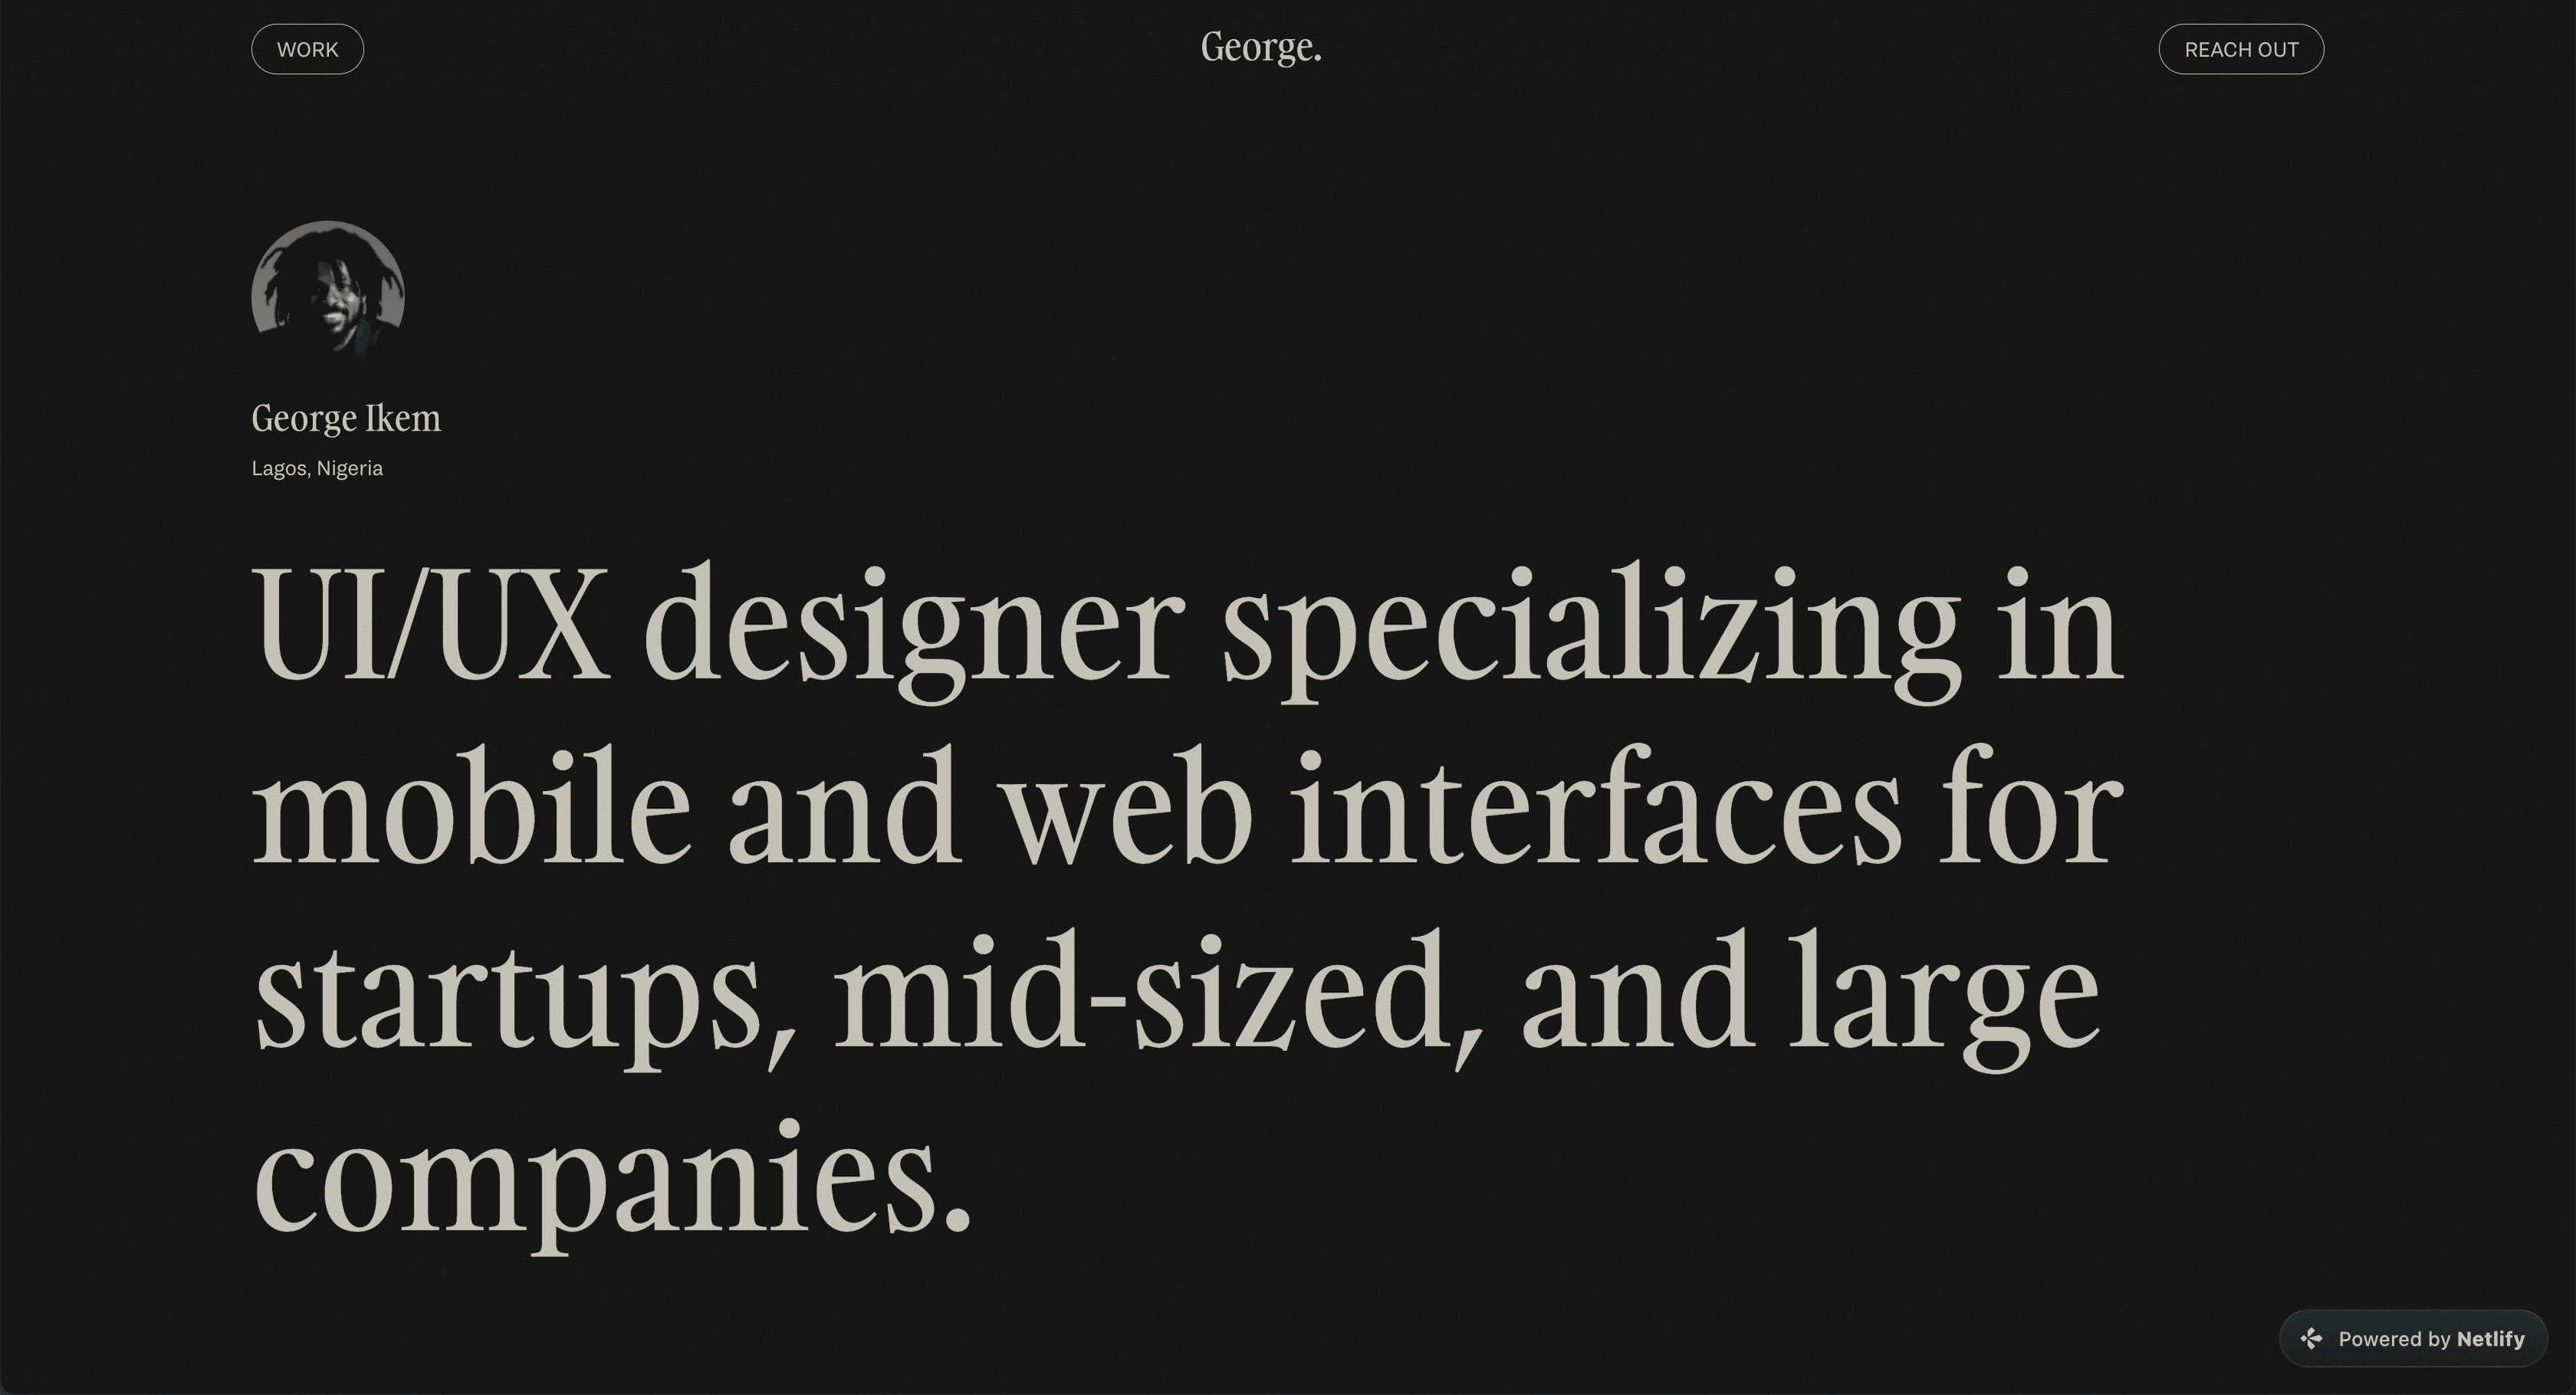 WORK
George.
REACH OUT
George Ikem
Lagos, Nigeria
UI/UX designer specializing in
mobile and web interfaces for
startups, mid-sized, and large
companies.
Powered by Netlify